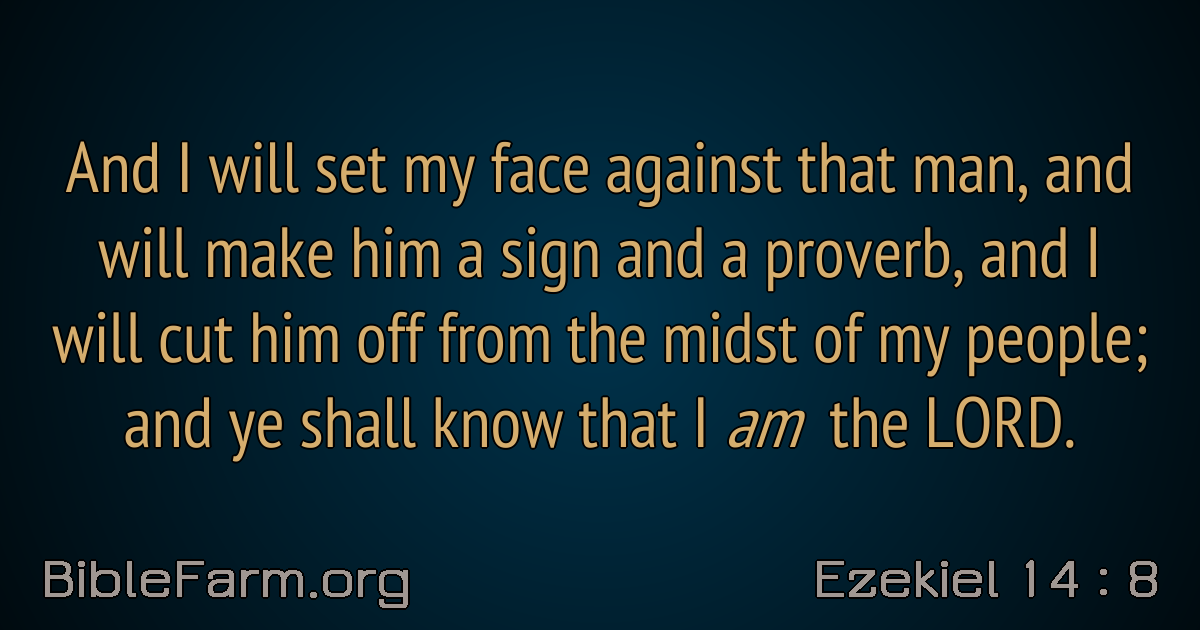 And I will set my face against that man, and
will make him a sign and a proverb, and I
will cut him off from the midst of my people;
and ye shall know that I am the LORD.
BibleFarm.org
Ezekiel 14 : 8